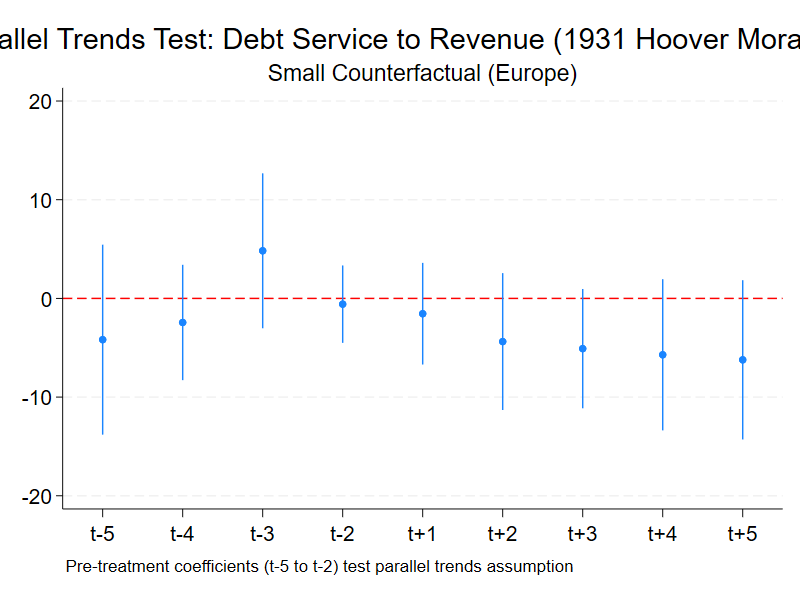 allel Trends Test: Debt Service to Revenue (1931 Hoover Mora
Small Counterfactual (Europe)
20
10
0
-10
-20
t-5 t-4 t-3 t-2 t+1 t+2 t+3 t+4 t+5
Pre-treatment coefficients (t-5 to t-2) test parallel trends assumption